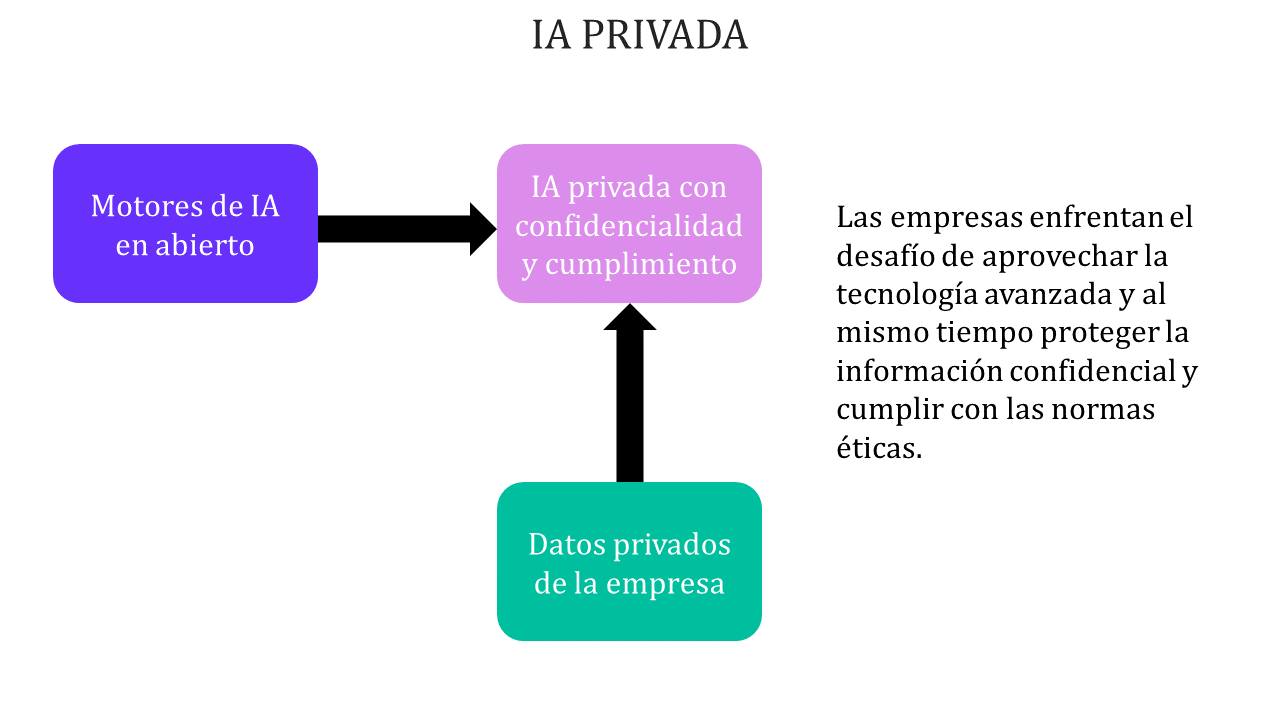 IA PRIVADA
Motores de IA
en abierto
IA privada con
confidencialidad
y cumplimiento
Las empresas enfrentan el
desafío de aprovechar la
tecnología avanzada y al
mismo tiempo proteger la
información confidencial y
cumplir con las normas
éticas.
Datos privados
de la empresa